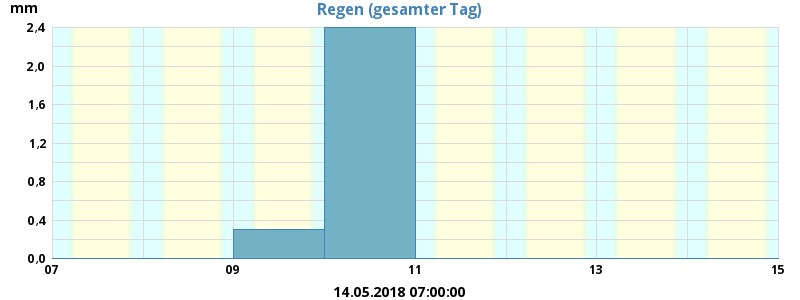 Regen (gesamter Tag)
mm
2,4
2,0
1,6
1,2
0,8
0,4
0,0
07 09 11 13 15
14.05.2018 07:00:00